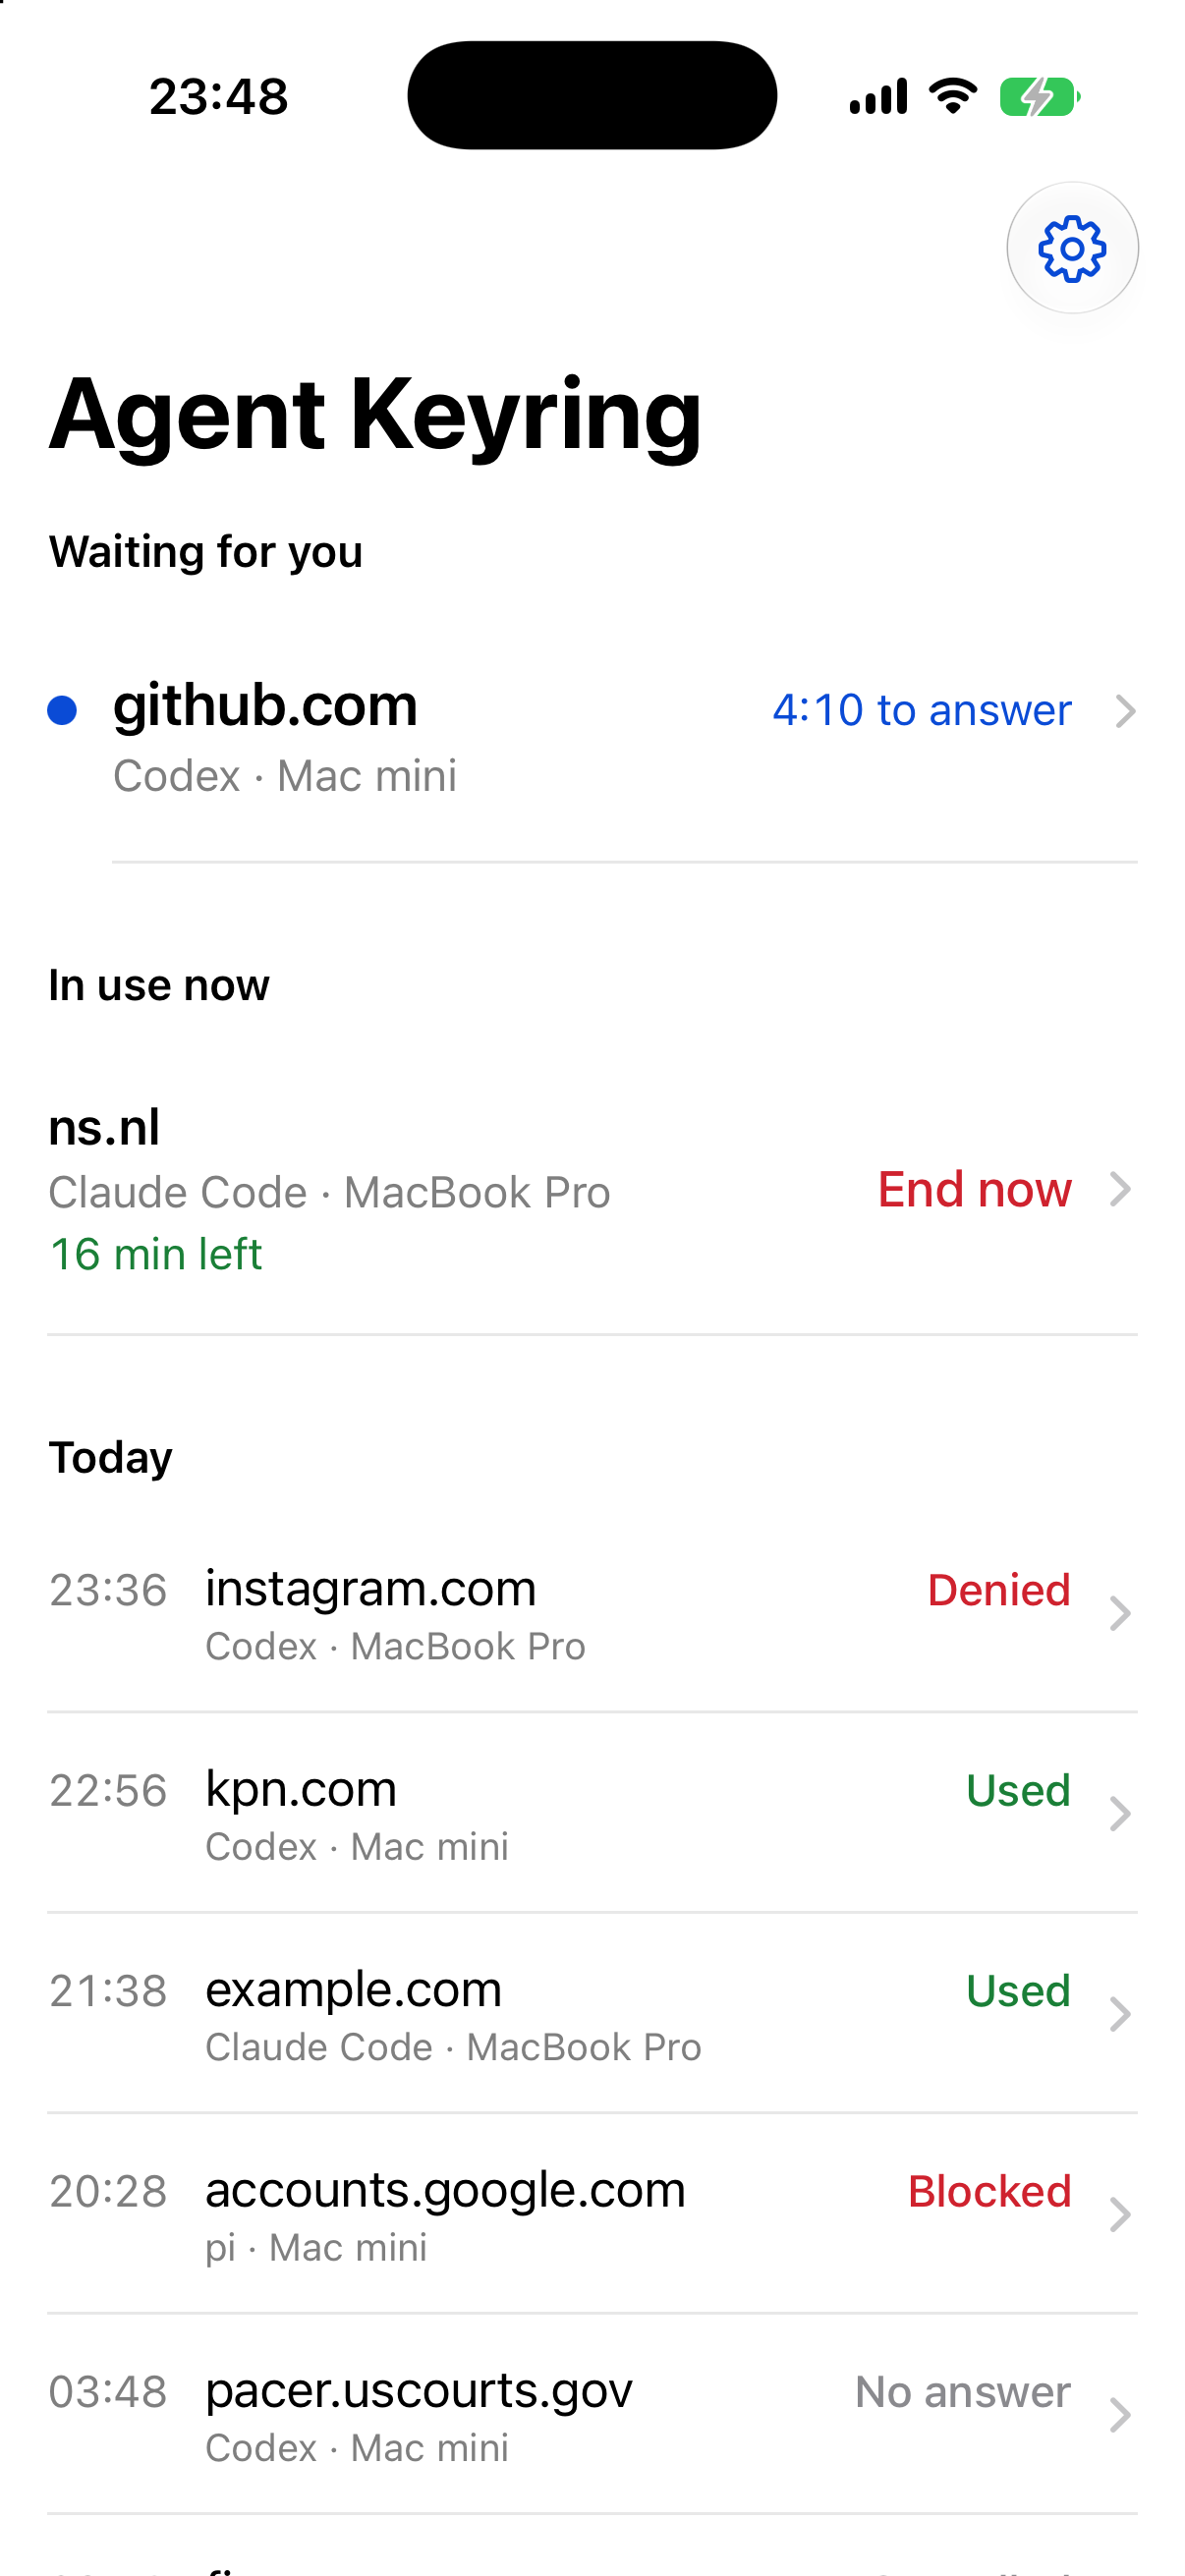 23:48
Agent Keyring
Waiting for you
github.com
4:10 to answer
Codex · Mac mini
In use now
ns.nl
Claude Code · MacBook Pro
End now
16 min left
Today
23:36 instagram.com Denied
Codex · MacBook Pro
22:56 kpn.com Used
Codex · Mac mini
21:38 example.com Used
Claude Code · MacBook Pro
20:28 accounts.google.com Blocked
pi · Mac mini
03:48 pacer.uscourts.gov No answer
Codex · Mac mini